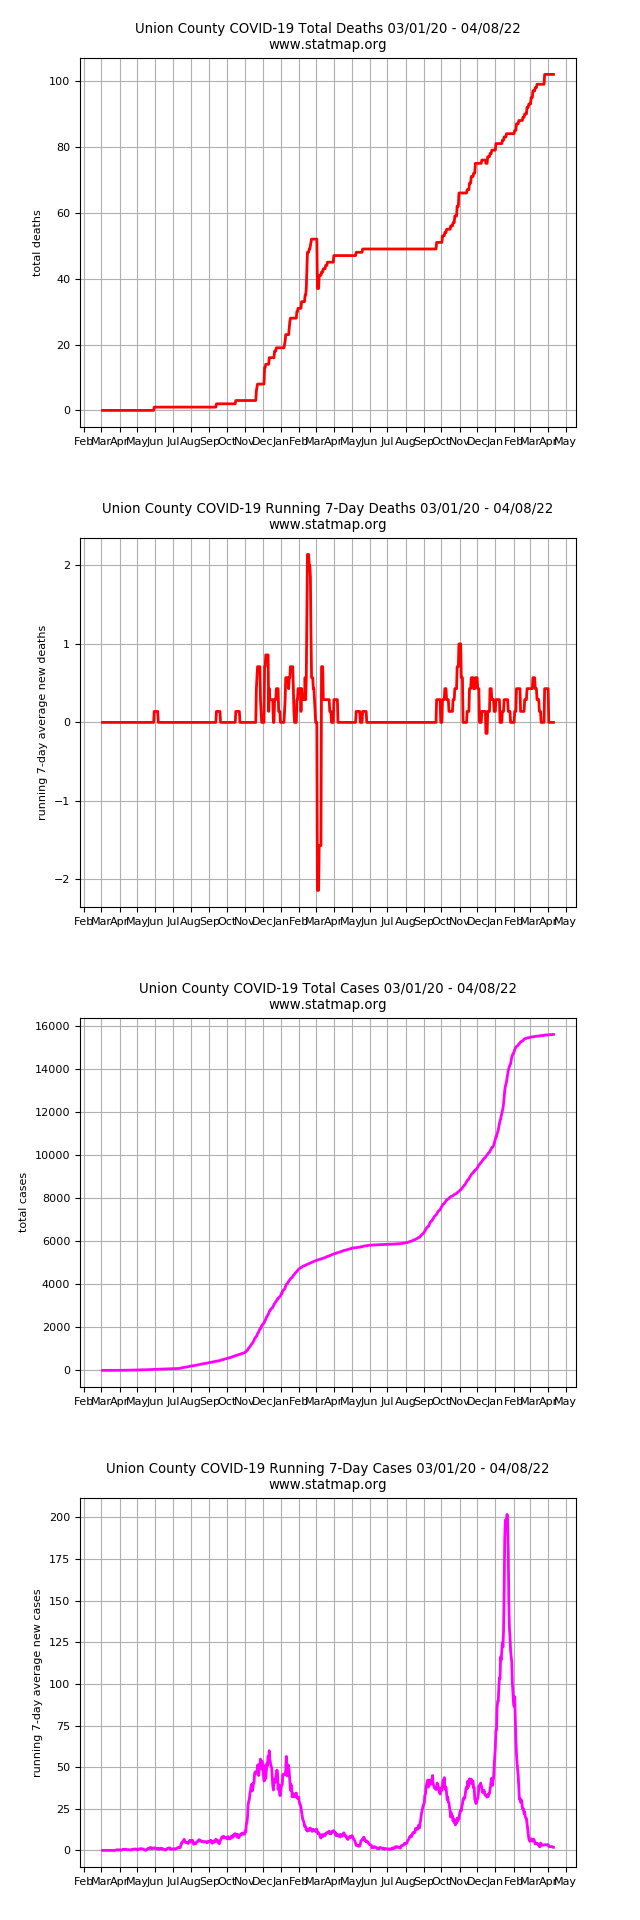 Union County COVID-19 Total Deaths 03/01/20 - 04/08/22
www.statmap.org
total deaths
100
80
60
40
20
0
Feb Mar Apr May Jun Jul Aug Sep Oct Nov Dec Jan Feb Mar Apr May Jun Jul Aug Sep Oct Nov Dec Jan Feb Mar Apr May
Union County COVID-19 Running 7-Day Deaths 03/01/20 - 04/08/22
www.statmap.org
running 7-day average new deaths
2
1
0
−1
−2
Feb Mar Apr May Jun Jul Aug Sep Oct Nov Dec Jan Feb Mar Apr May Jun Jul Aug Sep Oct Nov Dec Jan Feb Mar Apr May
Union County COVID-19 Total Cases 03/01/20 - 04/08/22
www.statmap.org
total cases
16000
14000
12000
10000
8000
6000
4000
2000
0
Feb Mar Apr May Jun Jul Aug Sep Oct Nov Dec Jan Feb Mar Apr May Jun Jul Aug Sep Oct Nov Dec Jan Feb Mar Apr May
Union County COVID-19 Running 7-Day Cases 03/01/20 - 04/08/22
www.statmap.org
running 7-day average new cases
200
175
150
125
100
75
50
25
0
Feb Mar Apr May Jun Jul Aug Sep Oct Nov Dec Jan Feb Mar Apr May Jun Jul Aug Sep Oct Nov Dec Jan Feb Mar Apr May